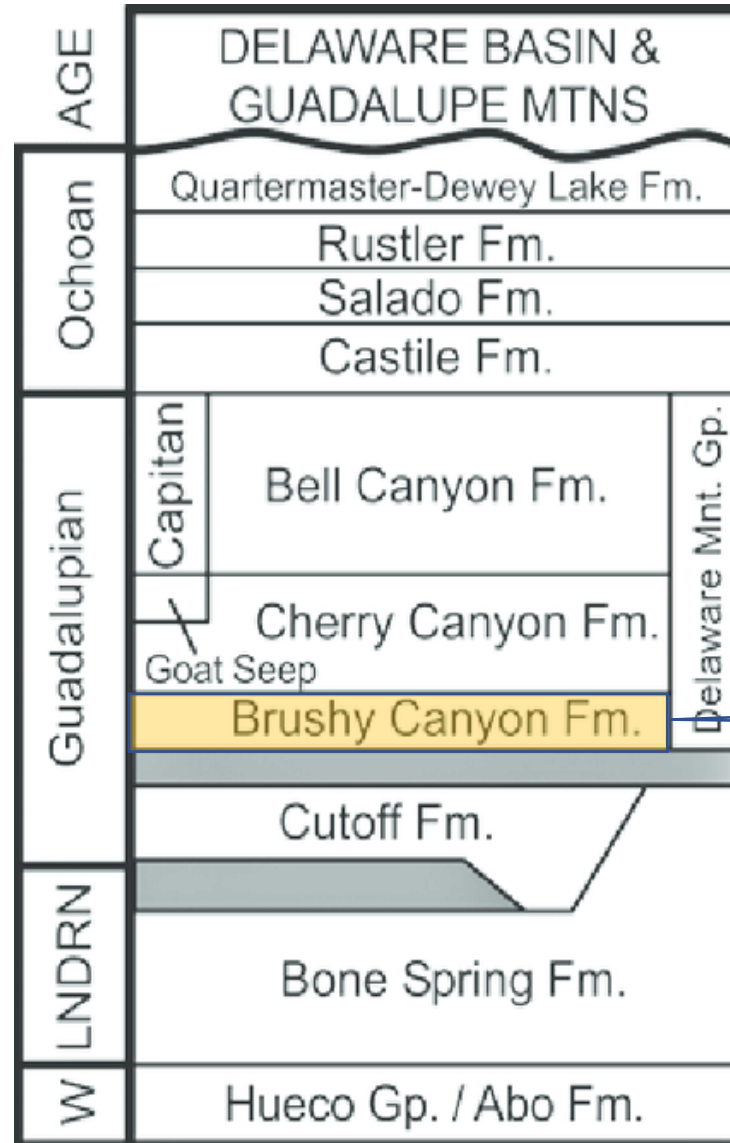 AGE
DELAWARE BASIN &
GUADALUPE MTNS
Ochoan
Quartermaster-Dewey Lake Fm.
Rustler Fm.
Salado Fm.
Castile Fm.
Guadalupian
Capitan
Bell Canyon Fm.
Delaware Mnt. Gp.
Cherry Canyon Fm.
Goat Seep
Brushy Canyon Fm.
Cutoff Fm.
LNDRN
Bone Spring Fm.
W
Hueco Gp. / Abo Fm.